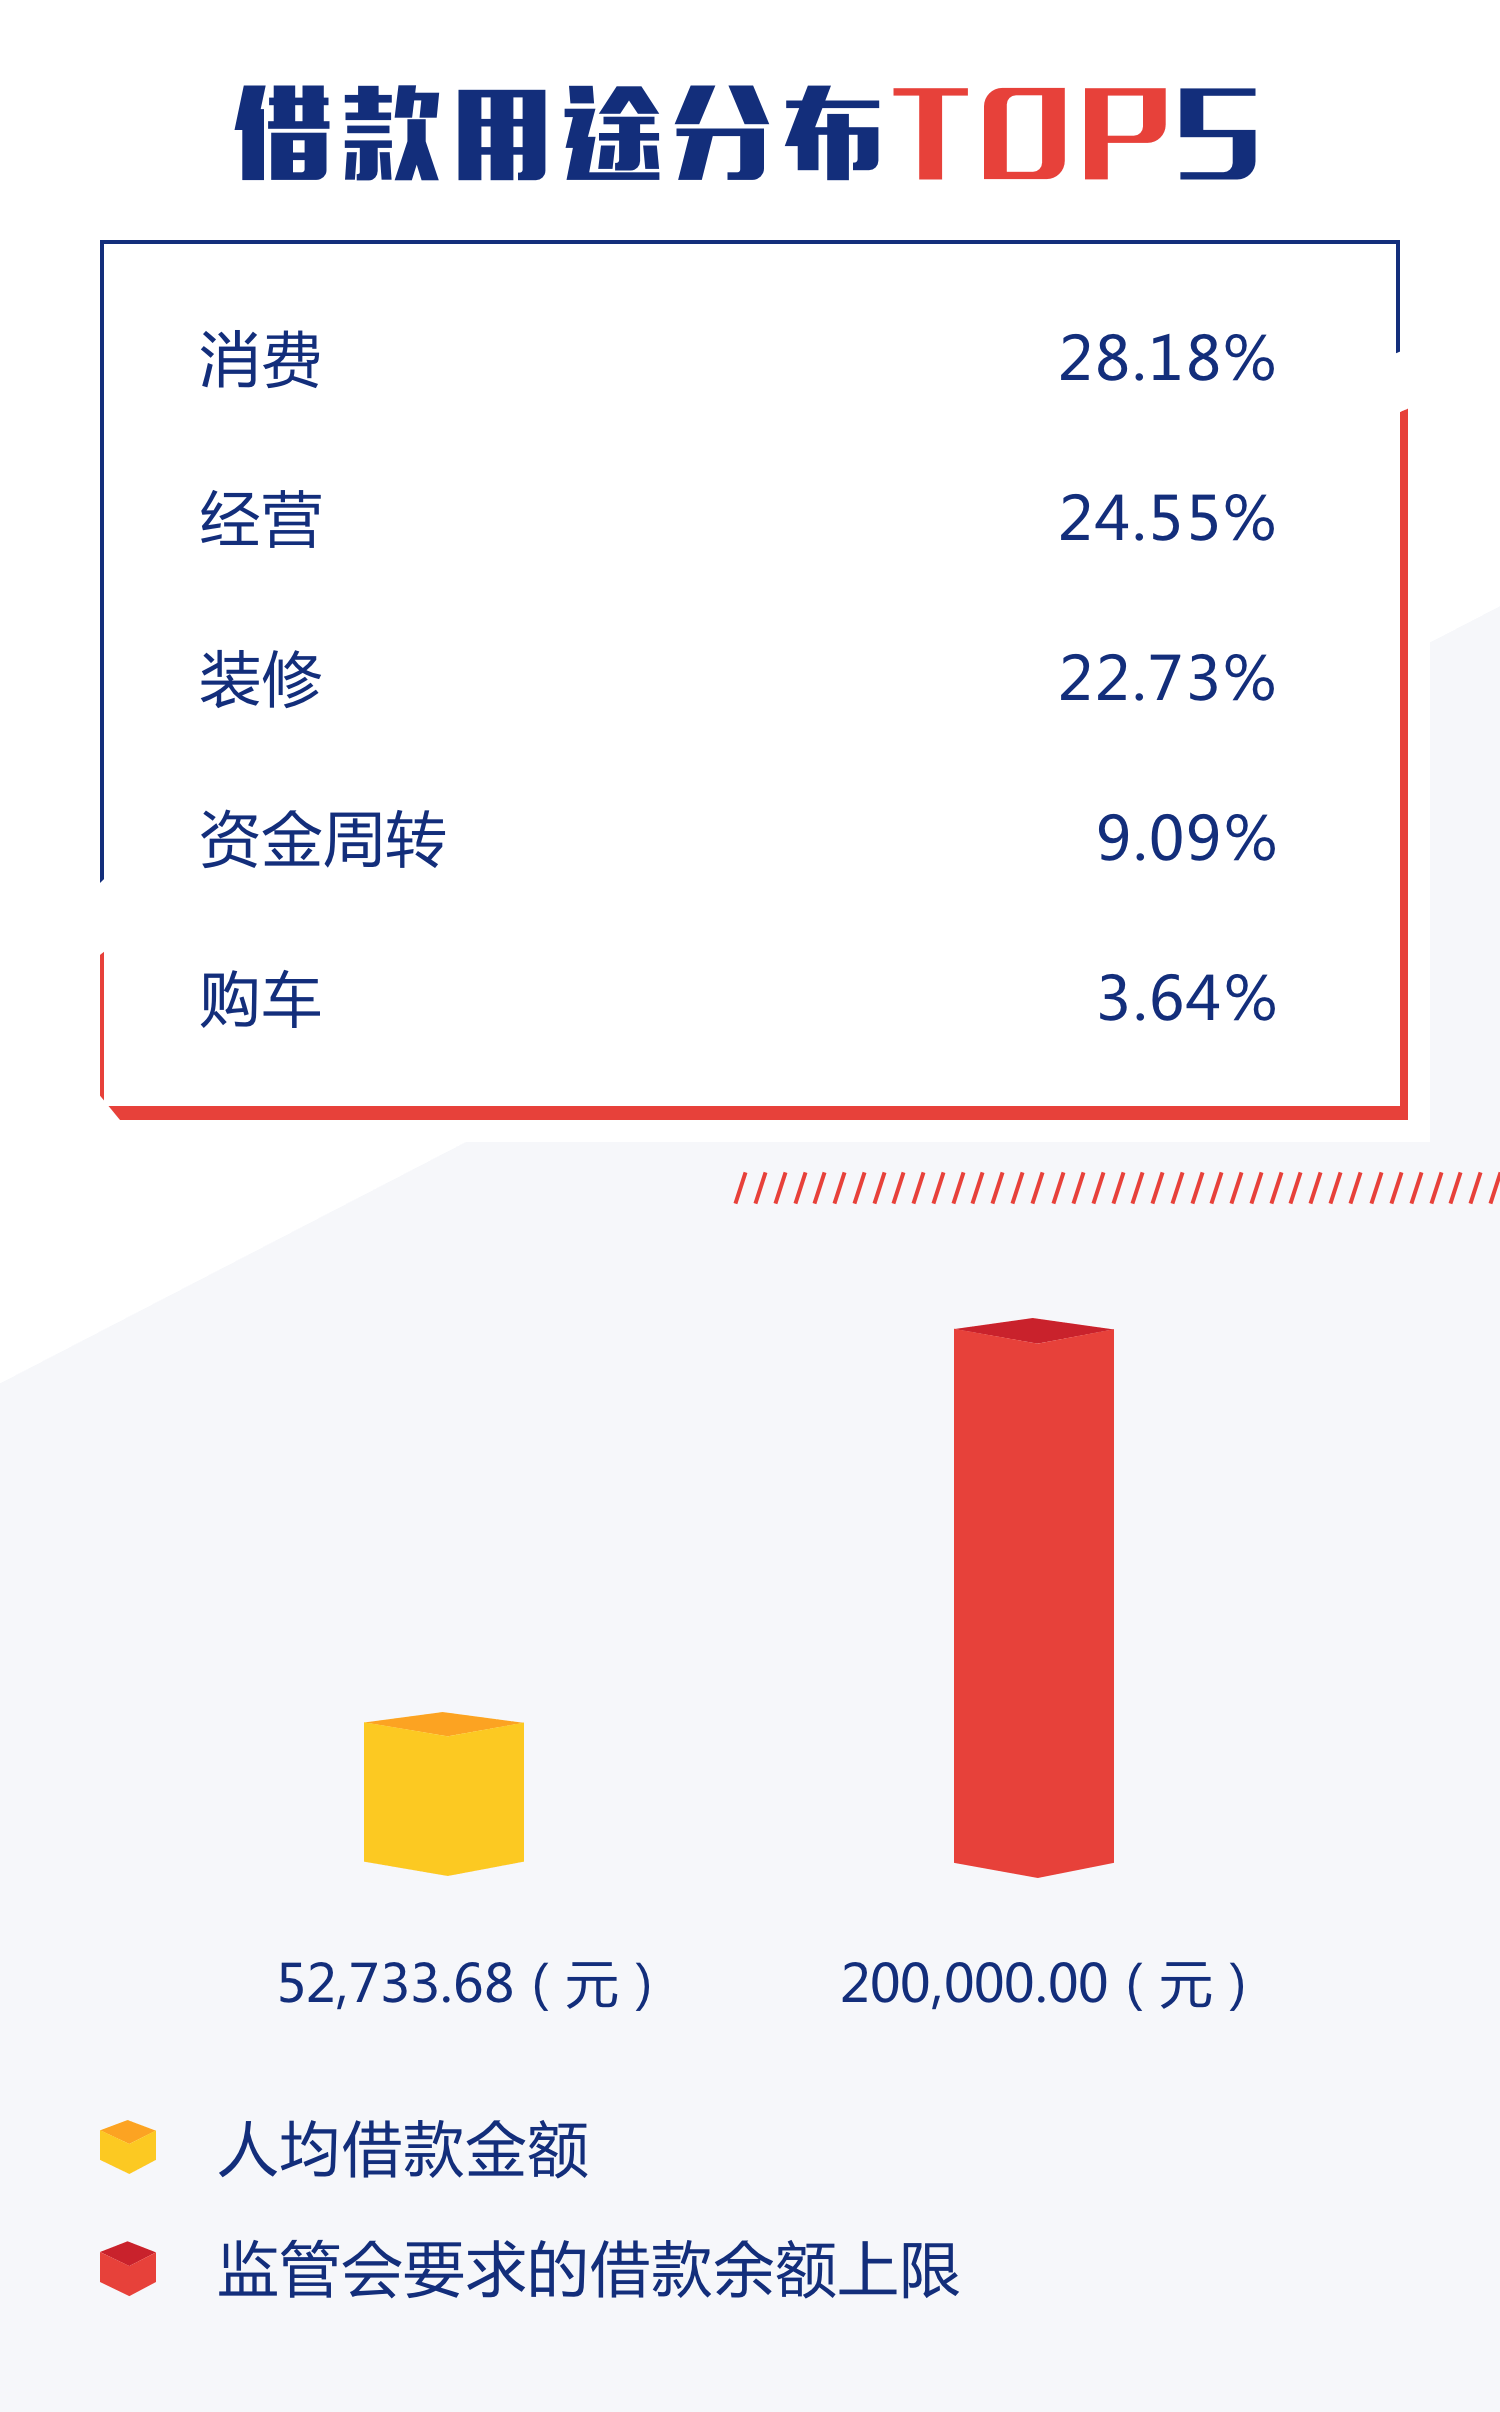 借款用途分布TOP5
消费 28.18%
经营 24.55%
装修 22.73%
资金周转 9.09%
购车 3.64%
52,733.68（元） 200,000.00（元）
人均借款金额
监管会要求的借款余额上限